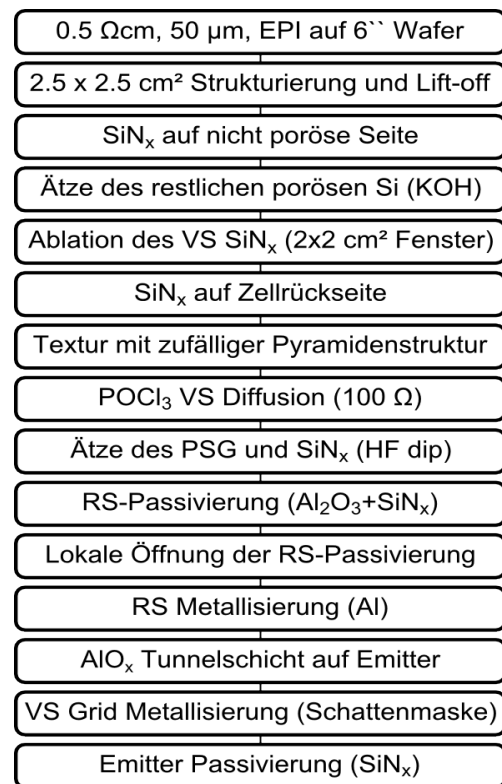 0.5 Ωcm, 50 µm, EPI auf 6`` Wafer
2.5 x 2.5 cm² Strukturierung und Lift-off
SiNₓ auf nicht poröse Seite
Ätze des restlichen porösen Si (KOH)
Ablation des VS SiNₓ (2x2 cm² Fenster)
SiNₓ auf Zellrückseite
Textur mit zufälliger Pyramidenstruktur
POCl₃ VS Diffusion (100 Ω)
Ätze des PSG und SiNₓ (HF dip)
RS-Passivierung (Al₂O₃+SiNₓ)
Lokale Öffnung der RS-Passivierung
RS Metallisierung (Al)
AlOₓ Tunnelschicht auf Emitter
VS Grid Metallisierung (Schattenmaske)
Emitter Passivierung (SiNₓ)